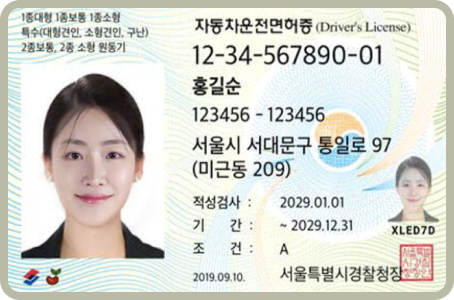 1종대형 1종보통 1종소형
특수(대형견인, 소형견인, 구난)
2종보통, 2종 소형 원동기
자동차운전면허증 (Driver's License)
12-34-567890-01
홍길순
123456 - 123456
서울시 서대문구 통일로 97
(미근동 209)
적성검사 : 2029.01.01
기 간 : ~ 2029.12.31
조 건 : A
XLED7D
2019.09.10. 서울특별시경찰청장